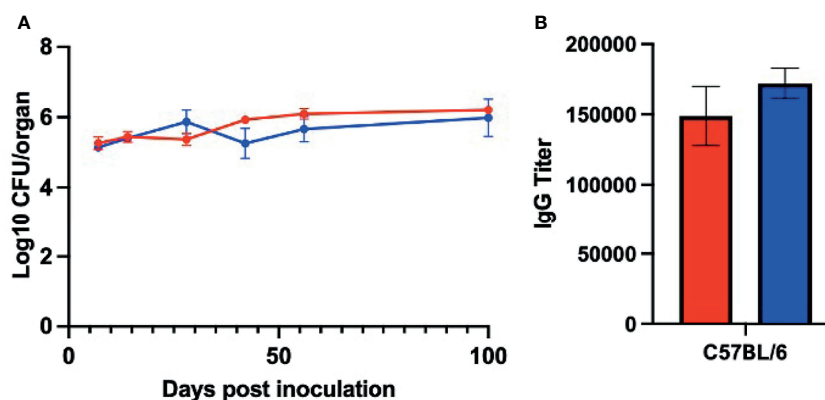 A
8
6
4
2
0
Log10 CFU/organ
0 50 100
Days post inoculation
B
200000
150000
100000
50000
0
IgG Titer
C57BL/6